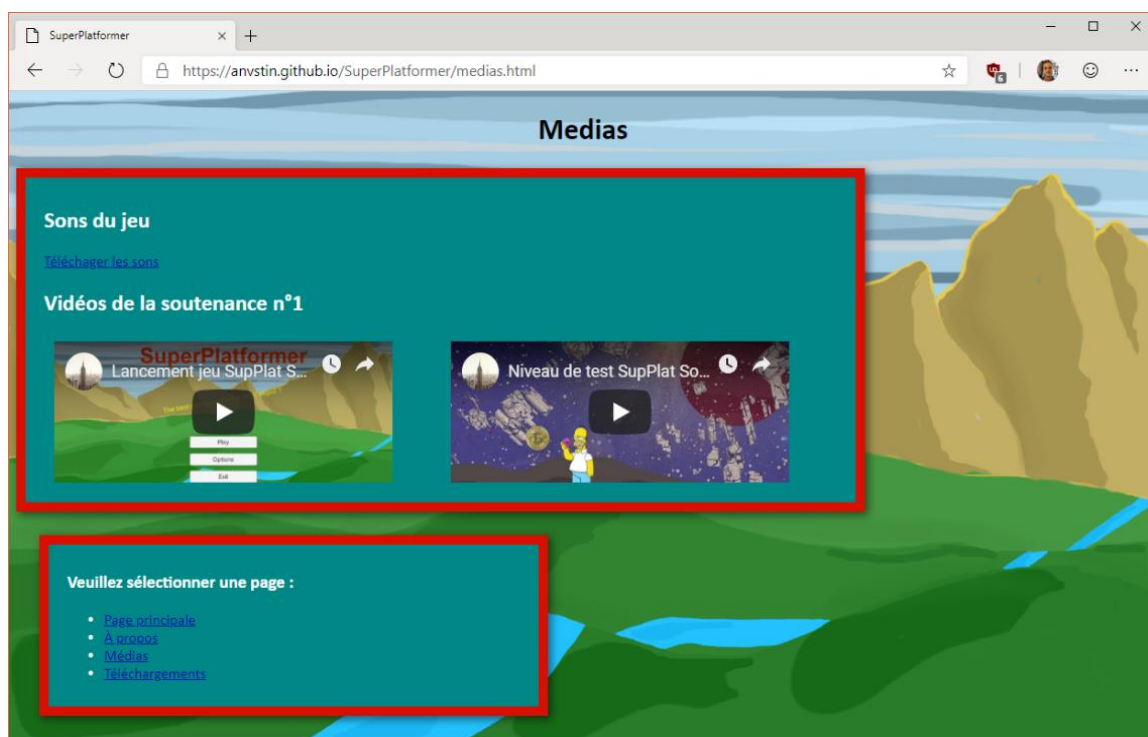 SuperPlatformer
https://anvstin.github.io/SuperPlatformer/medias.html
6
Medias
Sons du jeu
Téléchager les sons
Vidéos de la soutenance n°1
SuperPlatformer
Lancement jeu SupPlat S...
Play
Options
Exit
Niveau de test SupPlat So...
Veuillez sélectionner une page :
Page principale
À propos
Médias
Téléchargements